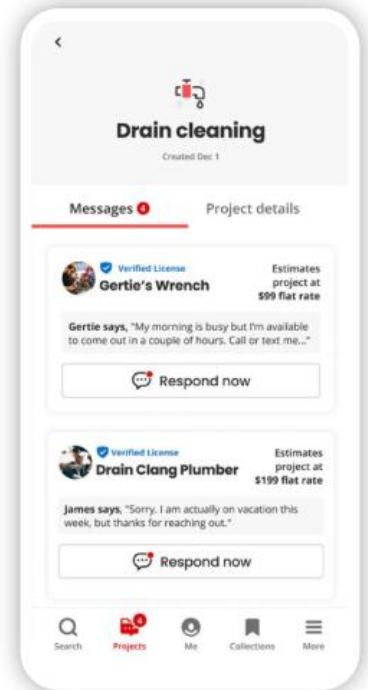 Drain cleaning
Created Dec 1
Messages 4
Project details
Verified License
Gertie's Wrench
Estimates
project at
$99 flat rate
Gertie says, "My morning is busy but I'm available
to come out in a couple of hours. Call or text me..."
Respond now
Verified License
Drain Clang Plumber
Estimates
project at
$199 flat rate
James says, "Sorry. I am actually on vacation this
week, but thanks for reaching out."
Respond now
4
Search
Projects
Me
Collections
More